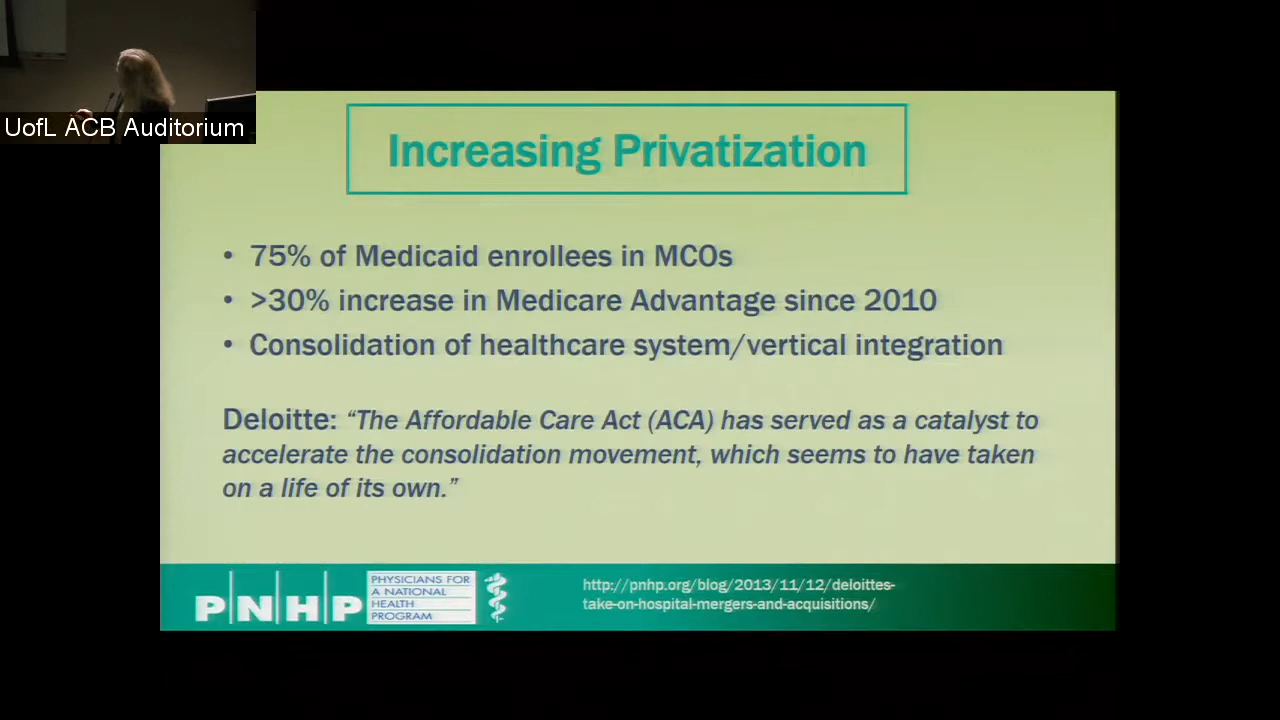 UofL ACB Auditorium
Increasing Privatization
• 75% of Medicaid enrollees in MCOs
• >30% increase in Medicare Advantage since 2010
• Consolidation of healthcare system/vertical integration
Deloitte: “The Affordable Care Act (ACA) has served as a catalyst to
accelerate the consolidation movement, which seems to have taken
on a life of its own.”
PNHP
PHYSICIANS FOR
A NATIONAL
HEALTH
PROGRAM
http://pnhp.org/blog/2013/11/12/deloittes-
take-on-hospital-mergers-and-acquisitions/